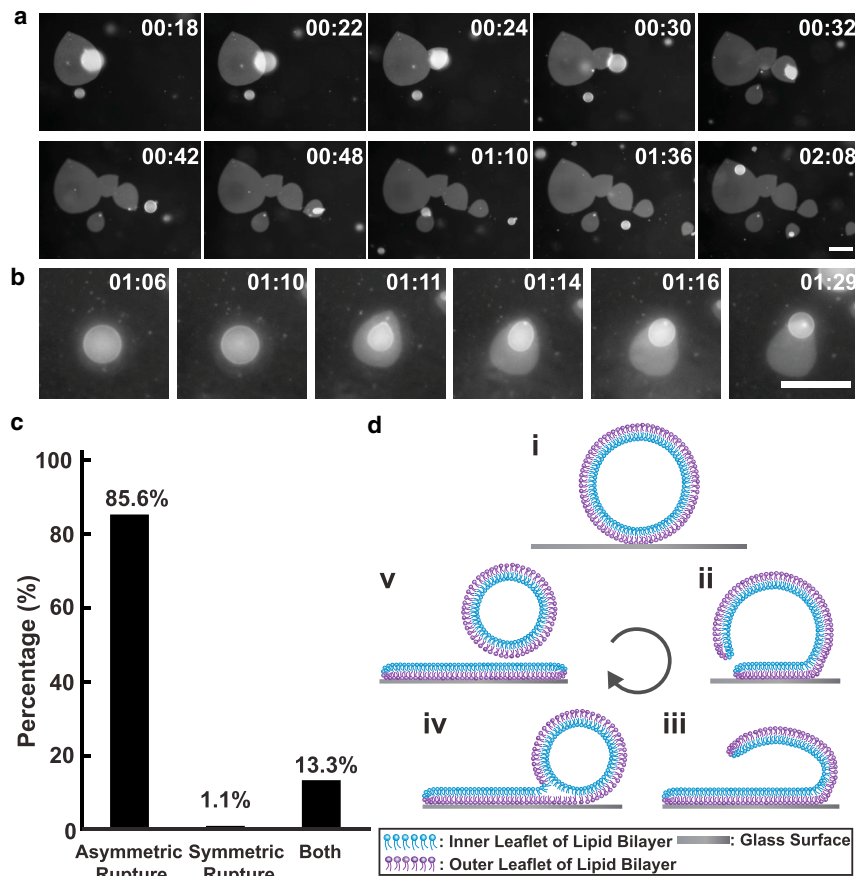 a
00:18
00:22
00:24
00:30
00:32
00:42
00:48
01:10
01:36
02:08
b
01:06
01:10
01:11
01:14
01:16
01:29
c
Percentage (%)
100
80
60
40
20
0
85.6%
1.1%
13.3%
Asymmetric Symmetric Both
Rupture Rupture
d
i
v
ii
iv
iii
: Inner Leaflet of Lipid Bilayer : Glass Surface
: Outer Leaflet of Lipid Bilayer